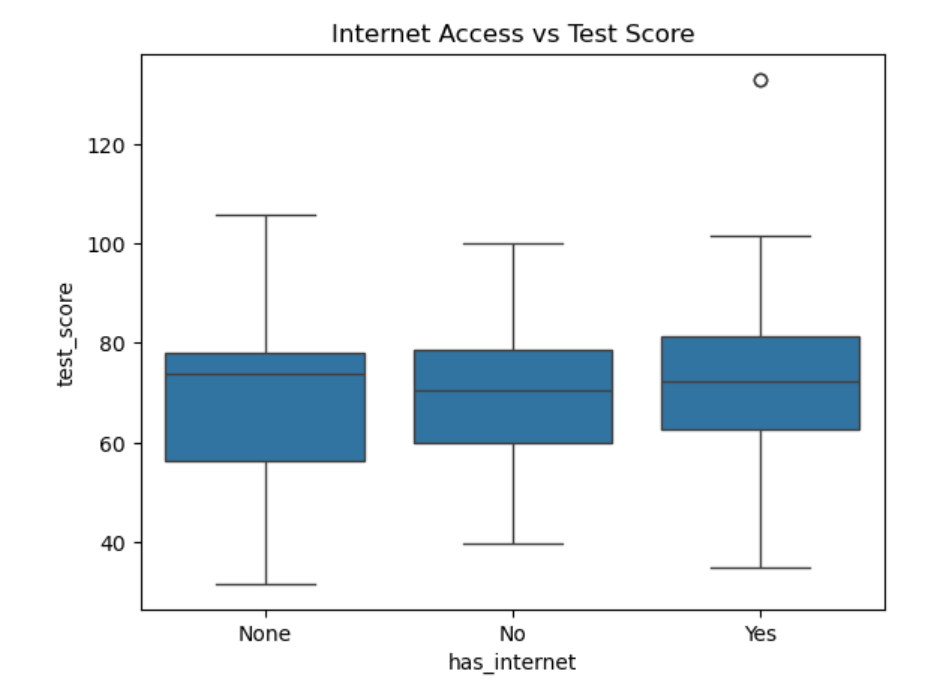 Internet Access vs Test Score
120
100
80
60
40
test_score
None No Yes
has_internet